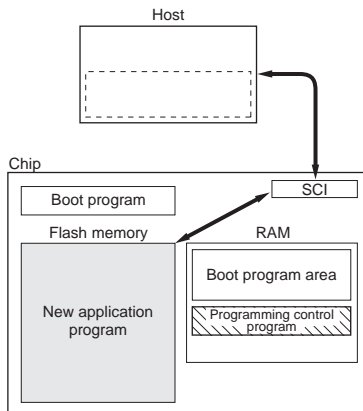 Host
Chip
SCI
Boot program
Flash memory
RAM
New application
program
Boot program area
Programming control
program